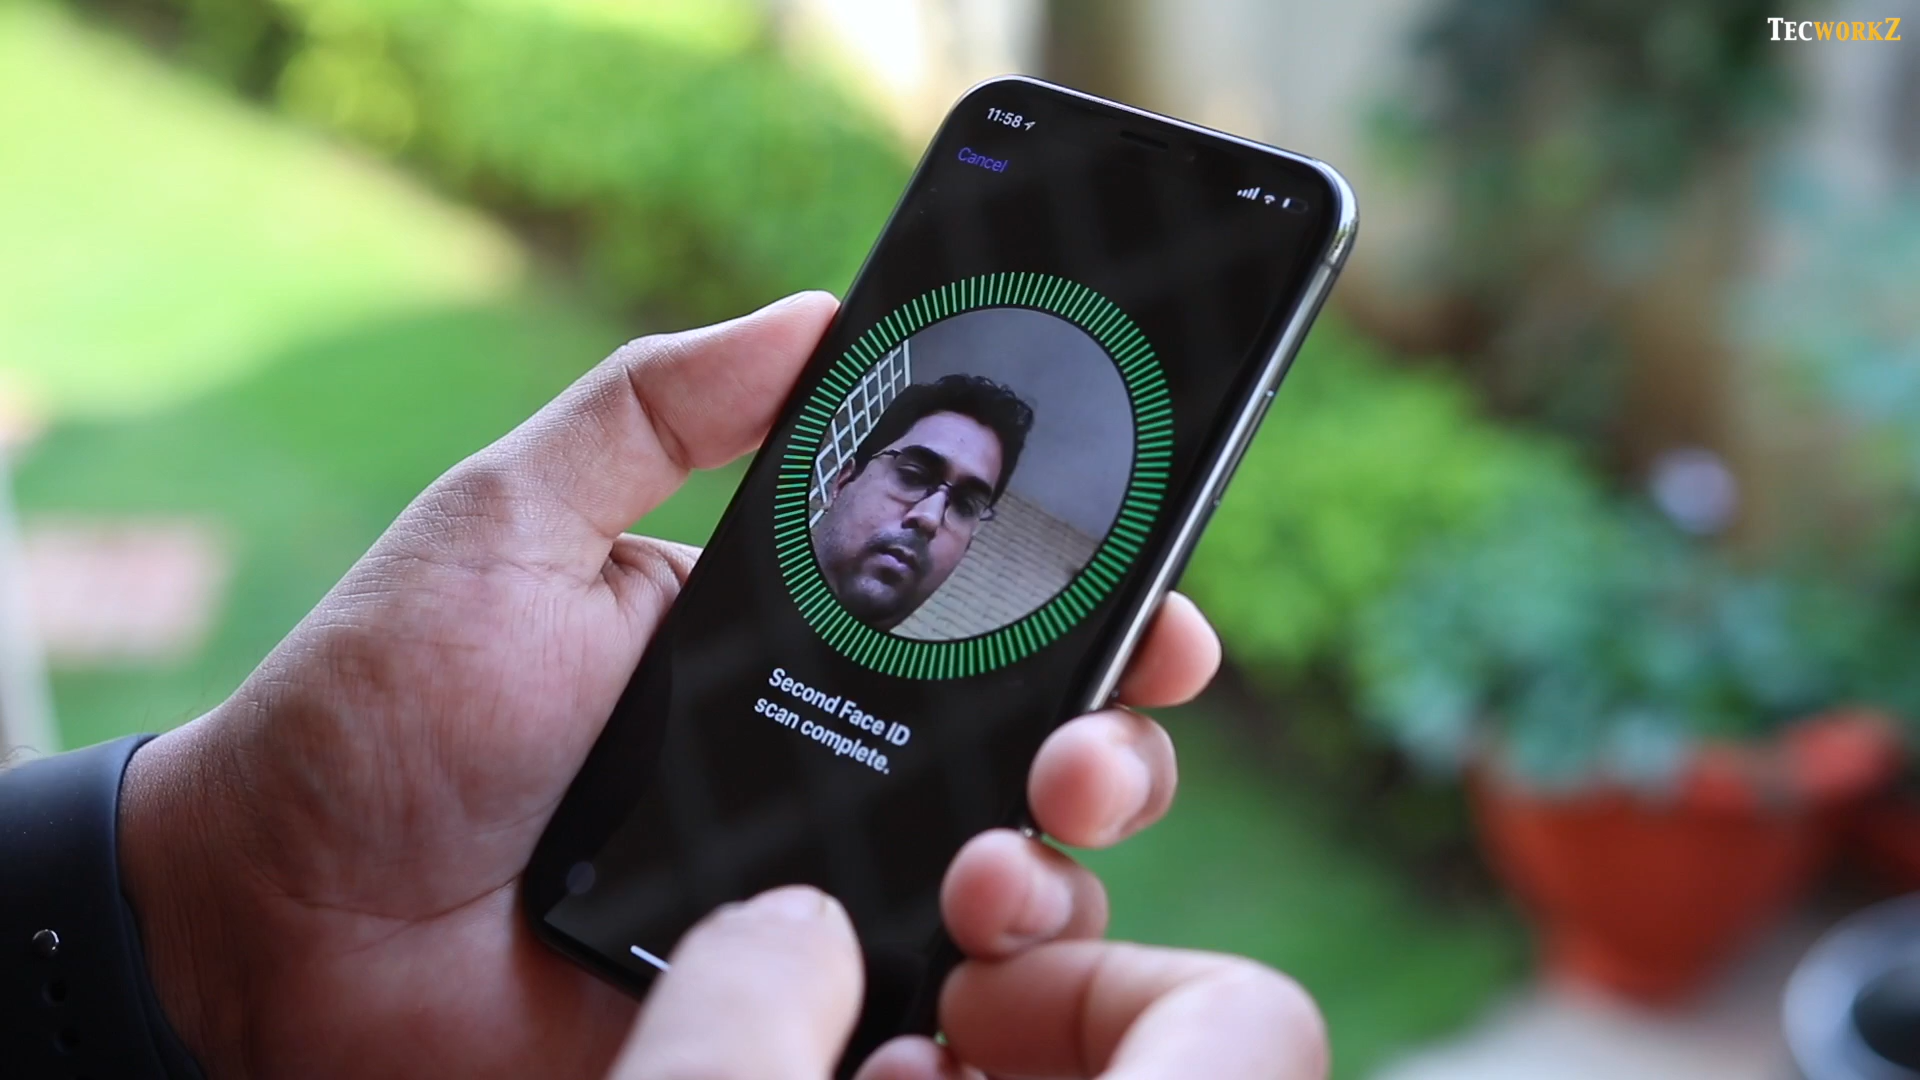 TECWORKZ
11:58
Cancel
Second Face ID
scan complete.